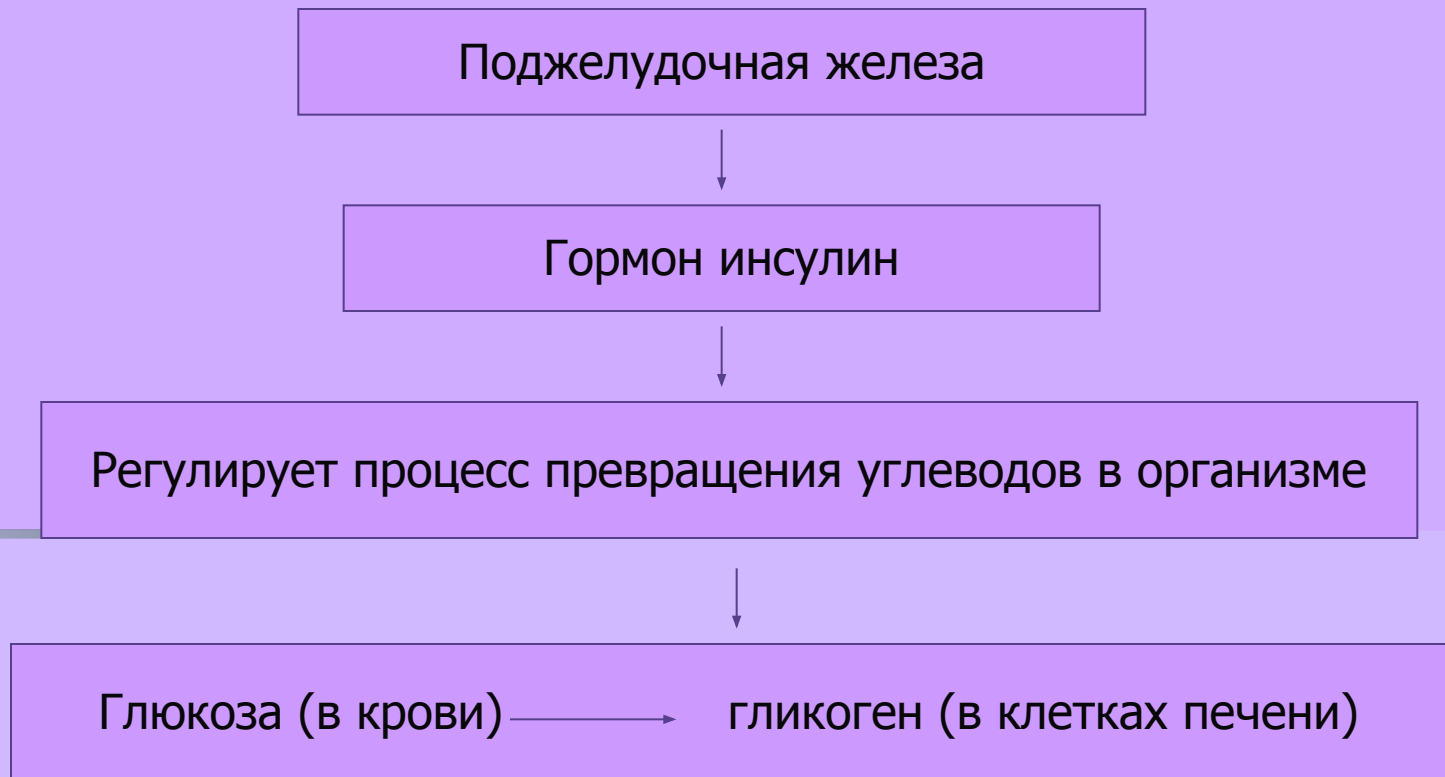 Поджелудочная железа
Гормон инсулин
Регулирует процесс превращения углеводов в организме
Глюкоза (в крови) гликоген (в клетках печени)